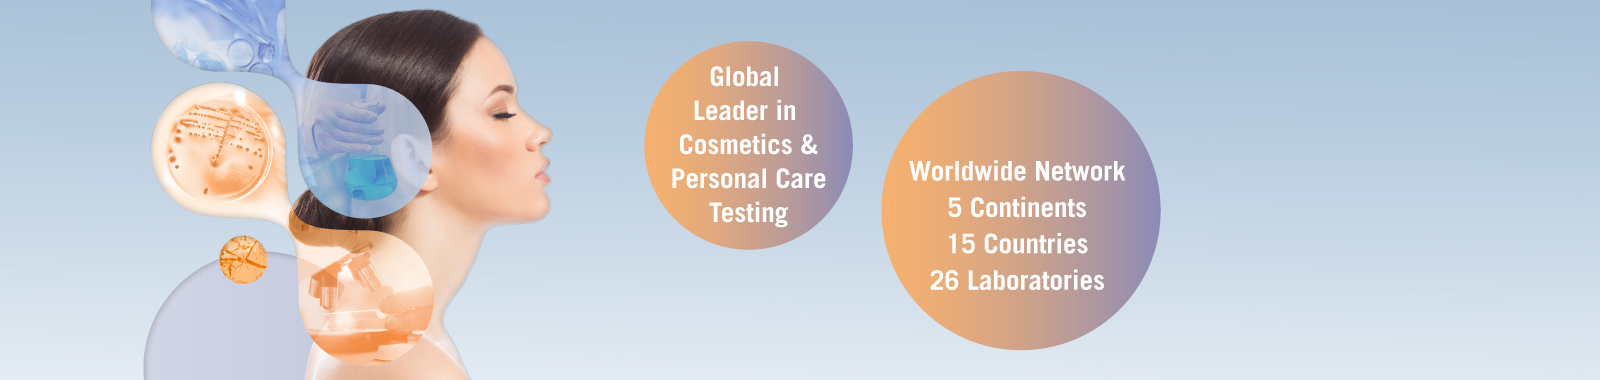 Global
Leader in
Cosmetics &
Personal Care
Testing
Worldwide Network
5 Continents
15 Countries
26 Laboratories